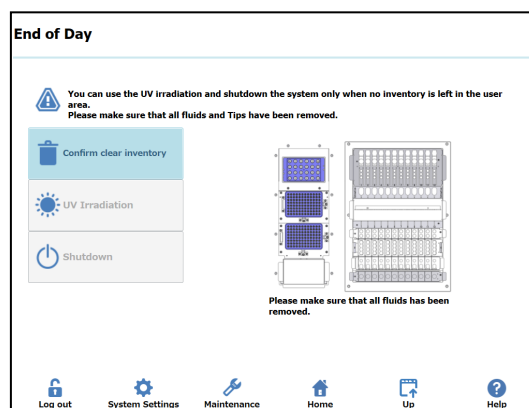 End of Day
You can use the UV irradiation and shutdown the system only when no inventory is left in the user
area.
Please make sure that all fluids and Tips have been removed.
Confirm clear inventory
UV Irradiation
Shutdown
Please make sure that all fluids has been
removed.
Log out System Settings Maintenance Home Up Help